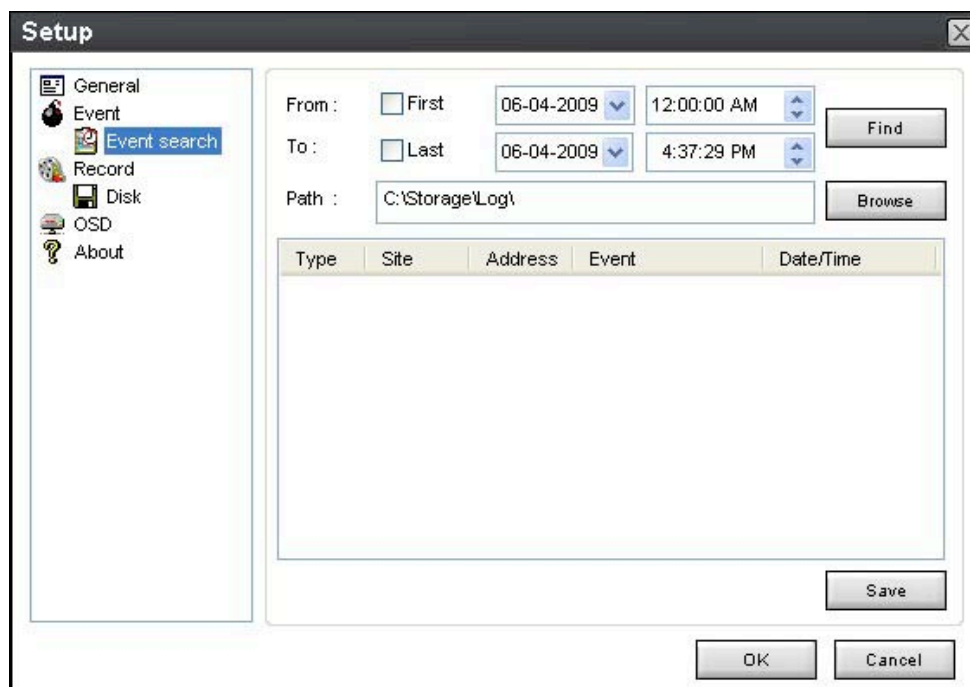 Setup
General
Event
Event search
Record
Disk
OSD
About
From : First 06-04-2009 12:00:00 AM
Find
To : Last 06-04-2009 4:37:29 PM
Path : C:\Storage\Log\ Browse
Type Site Address Event Date/Time
Save
OK Cancel